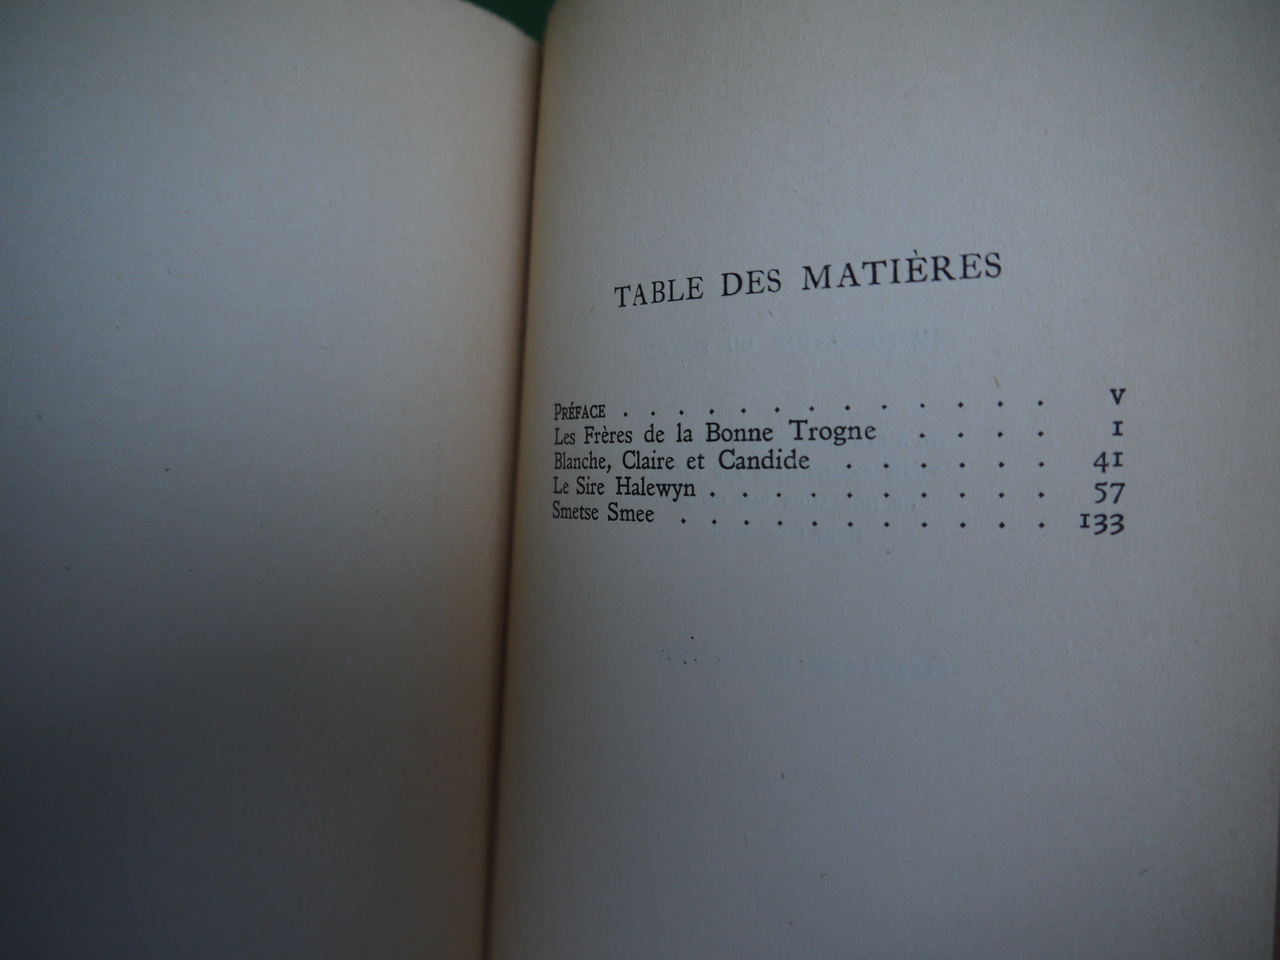 TABLE DES MATIÈRES
PRÉFACE . . . . . . . . . . . . . V
Les Frères de la Bonne Trogne . . . . 1
Blanche, Claire et Candide . . . . . . 41
Le Sire Halewyn . . . . . . . . . . 57
Smetse Smee . . . . . . . . . . . 133